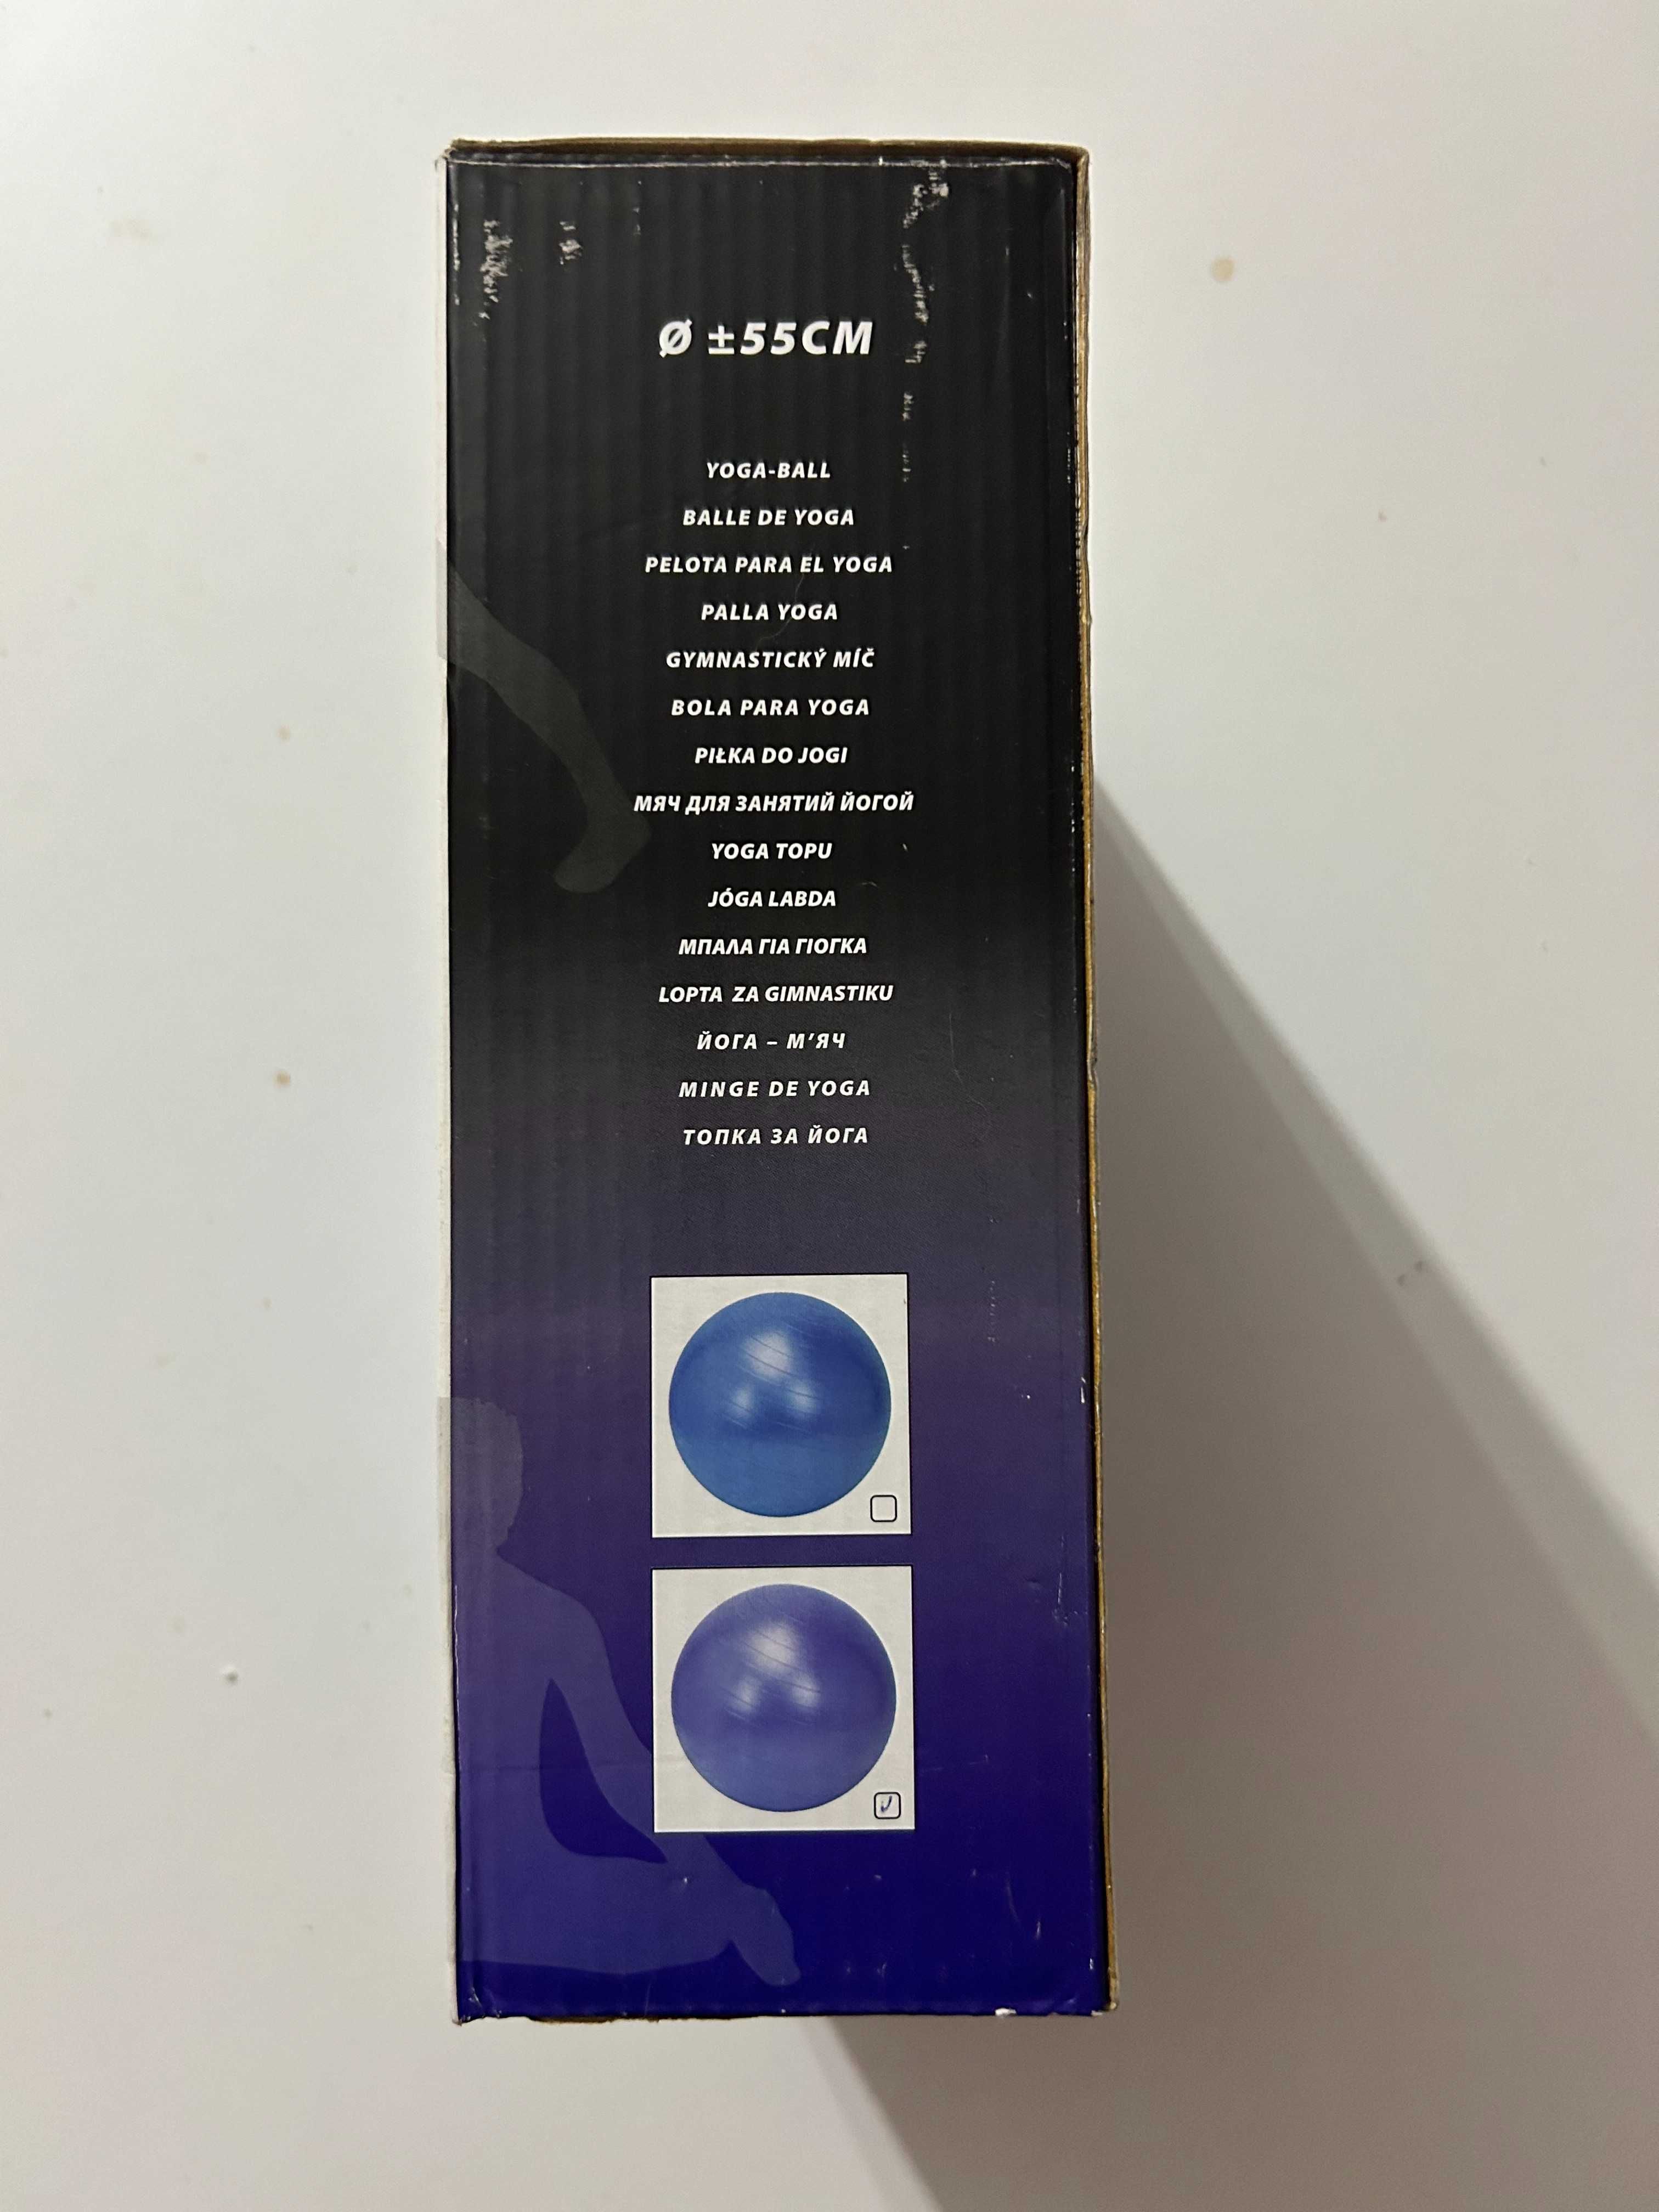 Ø ±55CM
YOGA-BALL
BALLE DE YOGA
PELOTA PARA EL YOGA
PALLA YOGA
GYMNASTICKÝ MÍČ
BOLA PARA YOGA
PIŁKA DO JOGI
МЯЧ ДЛЯ ЗАНЯТИЙ ЙОГОЙ
YOGA TOPU
JÓGA LABDA
ΜΠΑΛΑ ΓΙΑ ΓΙΟΓΚΑ
LOPTA ZA GIMNASTIKU
ЙОГА – М’ЯЧ
MINGE DE YOGA
ТОПКА ЗА ЙОГА